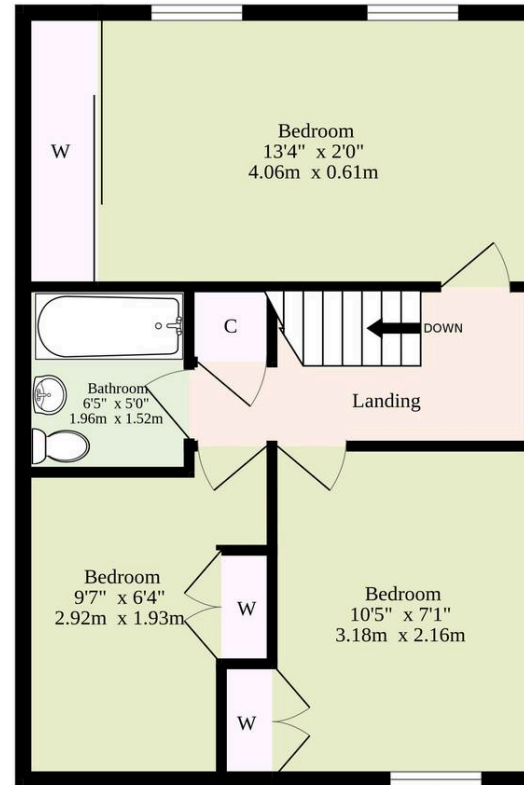 W
Bedroom
13'4" x 2'0"
4.06m x 0.61m
C
DOWN
Bathroom
6'5" x 5'0"
1.96m x 1.52m
Landing
Bedroom
9'7" x 6'4"
2.92m x 1.93m
W
Bedroom
10'5" x 7'1"
3.18m x 2.16m
W